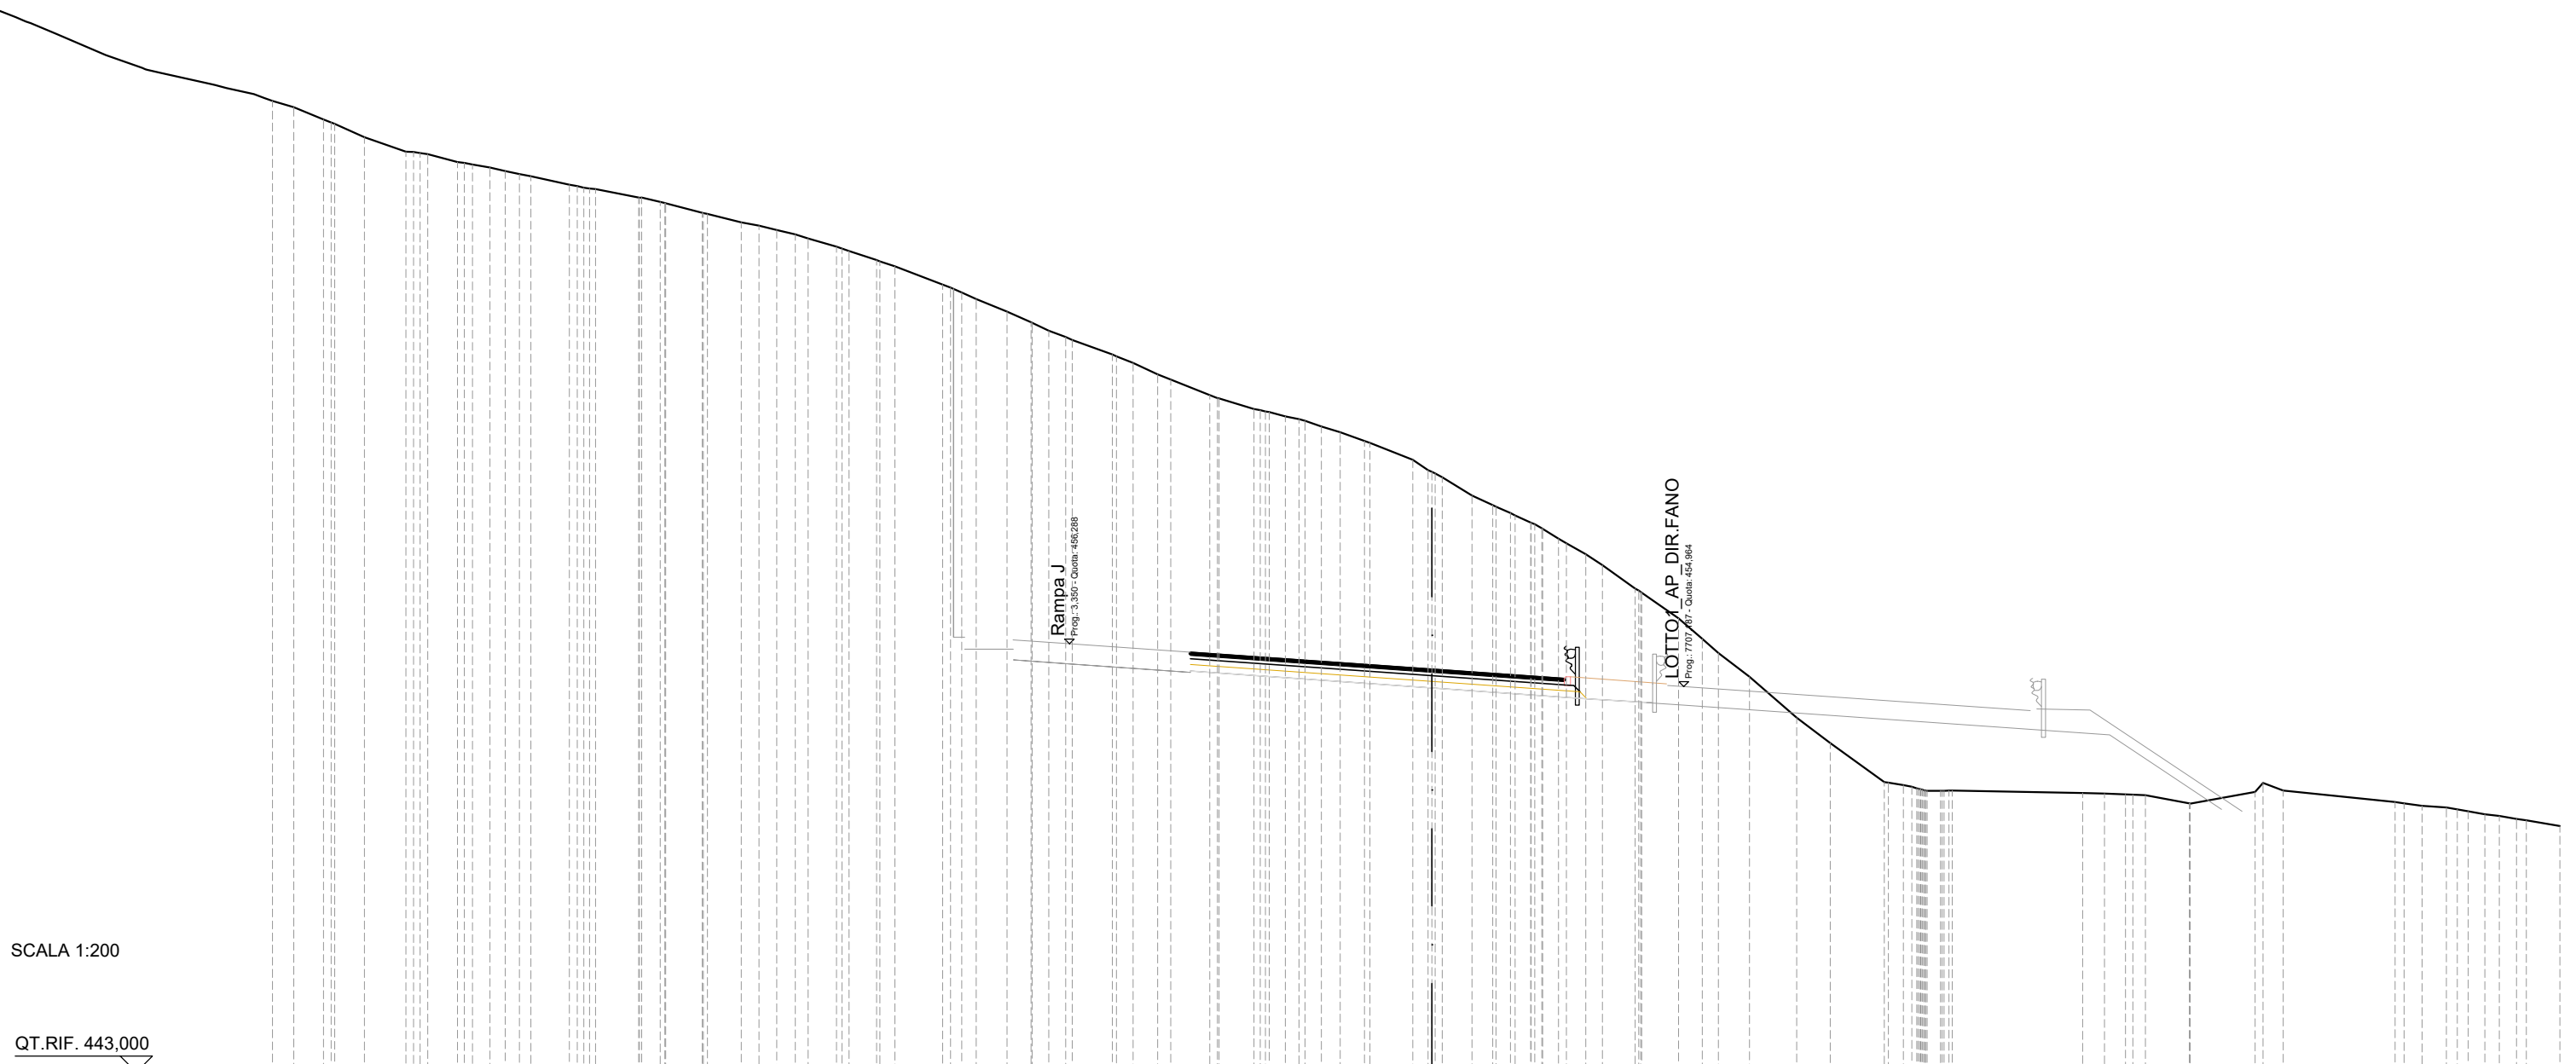 Rampa J
Prog.: 3,350 - Quota: 456,288
LOTTO1_AP_DIR.FANO
Prog.: 7707,187 - Quota: 454,964
SCALA 1:200
QT.RIF. 443,000